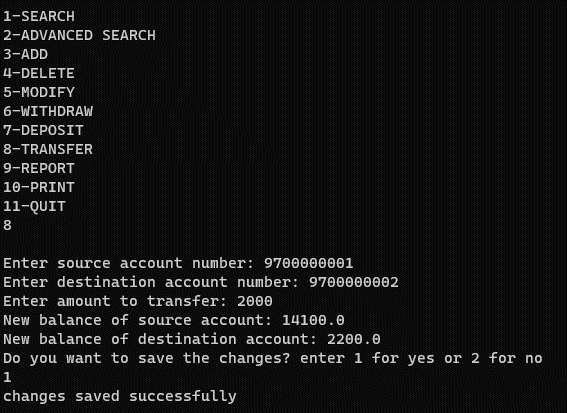 1-SEARCH
2-ADVANCED SEARCH
3-ADD
4-DELETE
5-MODIFY
6-WITHDRAW
7-DEPOSIT
8-TRANSFER
9-REPORT
10-PRINT
11-QUIT
8
Enter source account number: 9700000001
Enter destination account number: 9700000002
Enter amount to transfer: 2000
New balance of source account: 14100.0
New balance of destination account: 2200.0
Do you want to save the changes? enter 1 for yes or 2 for no
1
changes saved successfully